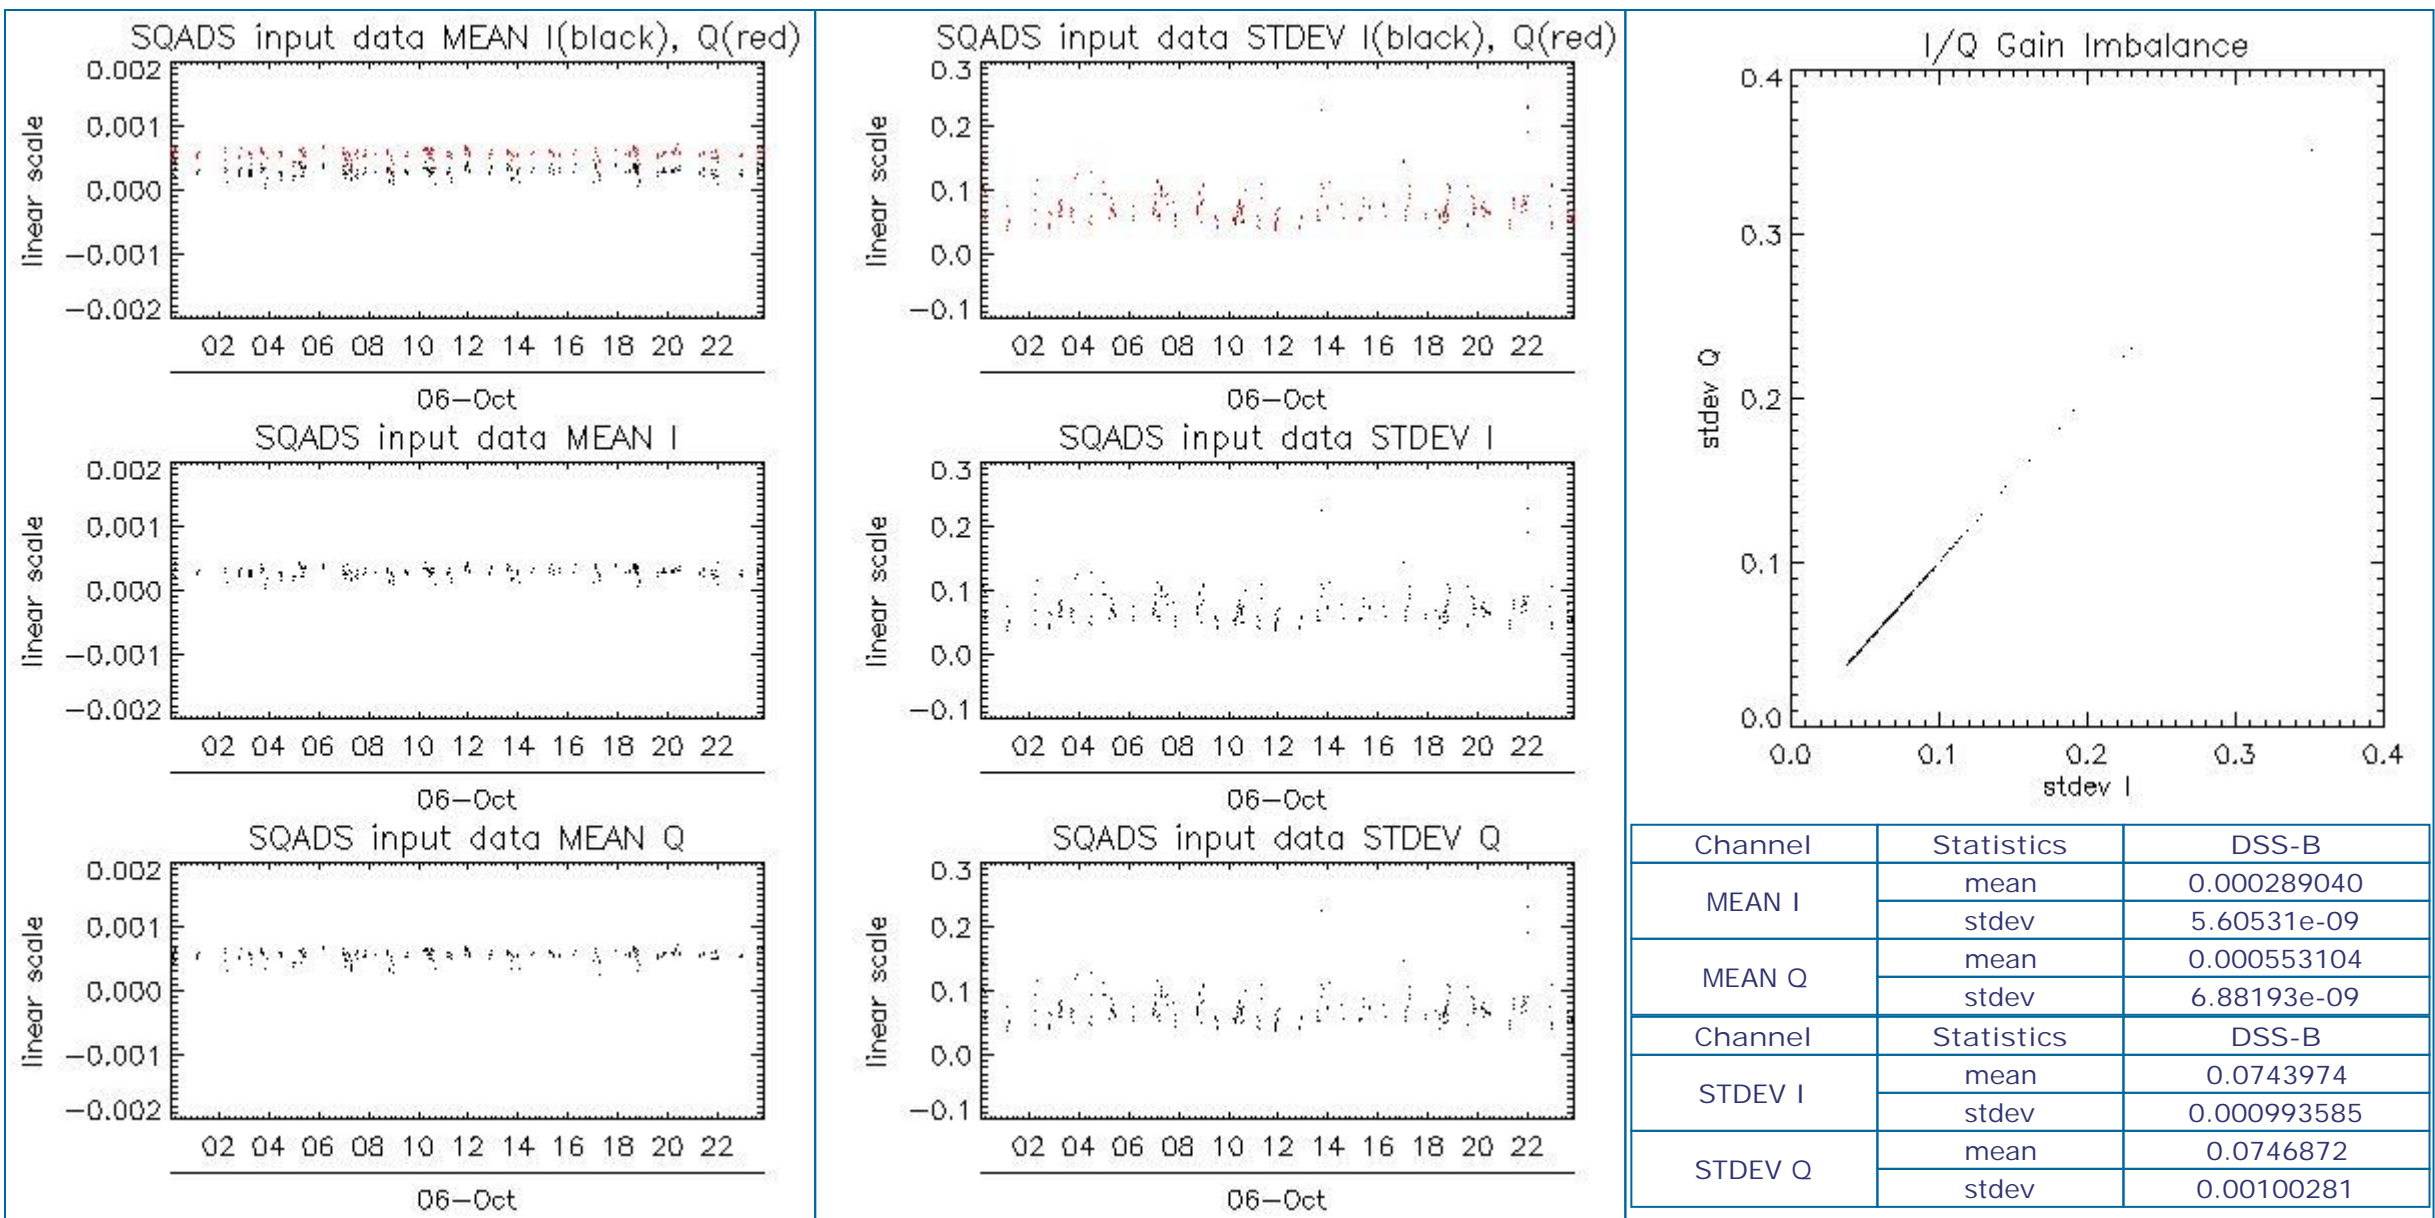 SQADS input data MEAN I(black), Q(red)
linear scale
0.002
0.001
0.000
−0.001
−0.002
02 04 06 08 10 12 14 16 18 20 22
06−Oct
SQADS input data MEAN I
linear scale
0.002
0.001
0.000
−0.001
−0.002
02 04 06 08 10 12 14 16 18 20 22
06−Oct
SQADS input data MEAN Q
linear scale
0.002
0.001
0.000
−0.001
−0.002
02 04 06 08 10 12 14 16 18 20 22
06−Oct
SQADS input data STDEV I(black), Q(red)
linear scale
0.3
0.2
0.1
0.0
−0.1
02 04 06 08 10 12 14 16 18 20 22
06−Oct
SQADS input data STDEV I
linear scale
0.3
0.2
0.1
0.0
−0.1
02 04 06 08 10 12 14 16 18 20 22
06−Oct
SQADS input data STDEV Q
linear scale
0.3
0.2
0.1
0.0
−0.1
02 04 06 08 10 12 14 16 18 20 22
06−Oct
I/Q Gain Imbalance
stdev Q
0.4
0.3
0.2
0.1
0.0
0.0 0.1 0.2 0.3 0.4
stdev I
Channel Statistics DSS-B
MEAN I mean 0.000289040
stdev 5.60531e-09
MEAN Q mean 0.000553104
stdev 6.88193e-09
Channel Statistics DSS-B
STDEV I mean 0.0743974
stdev 0.000993585
STDEV Q mean 0.0746872
stdev 0.00100281